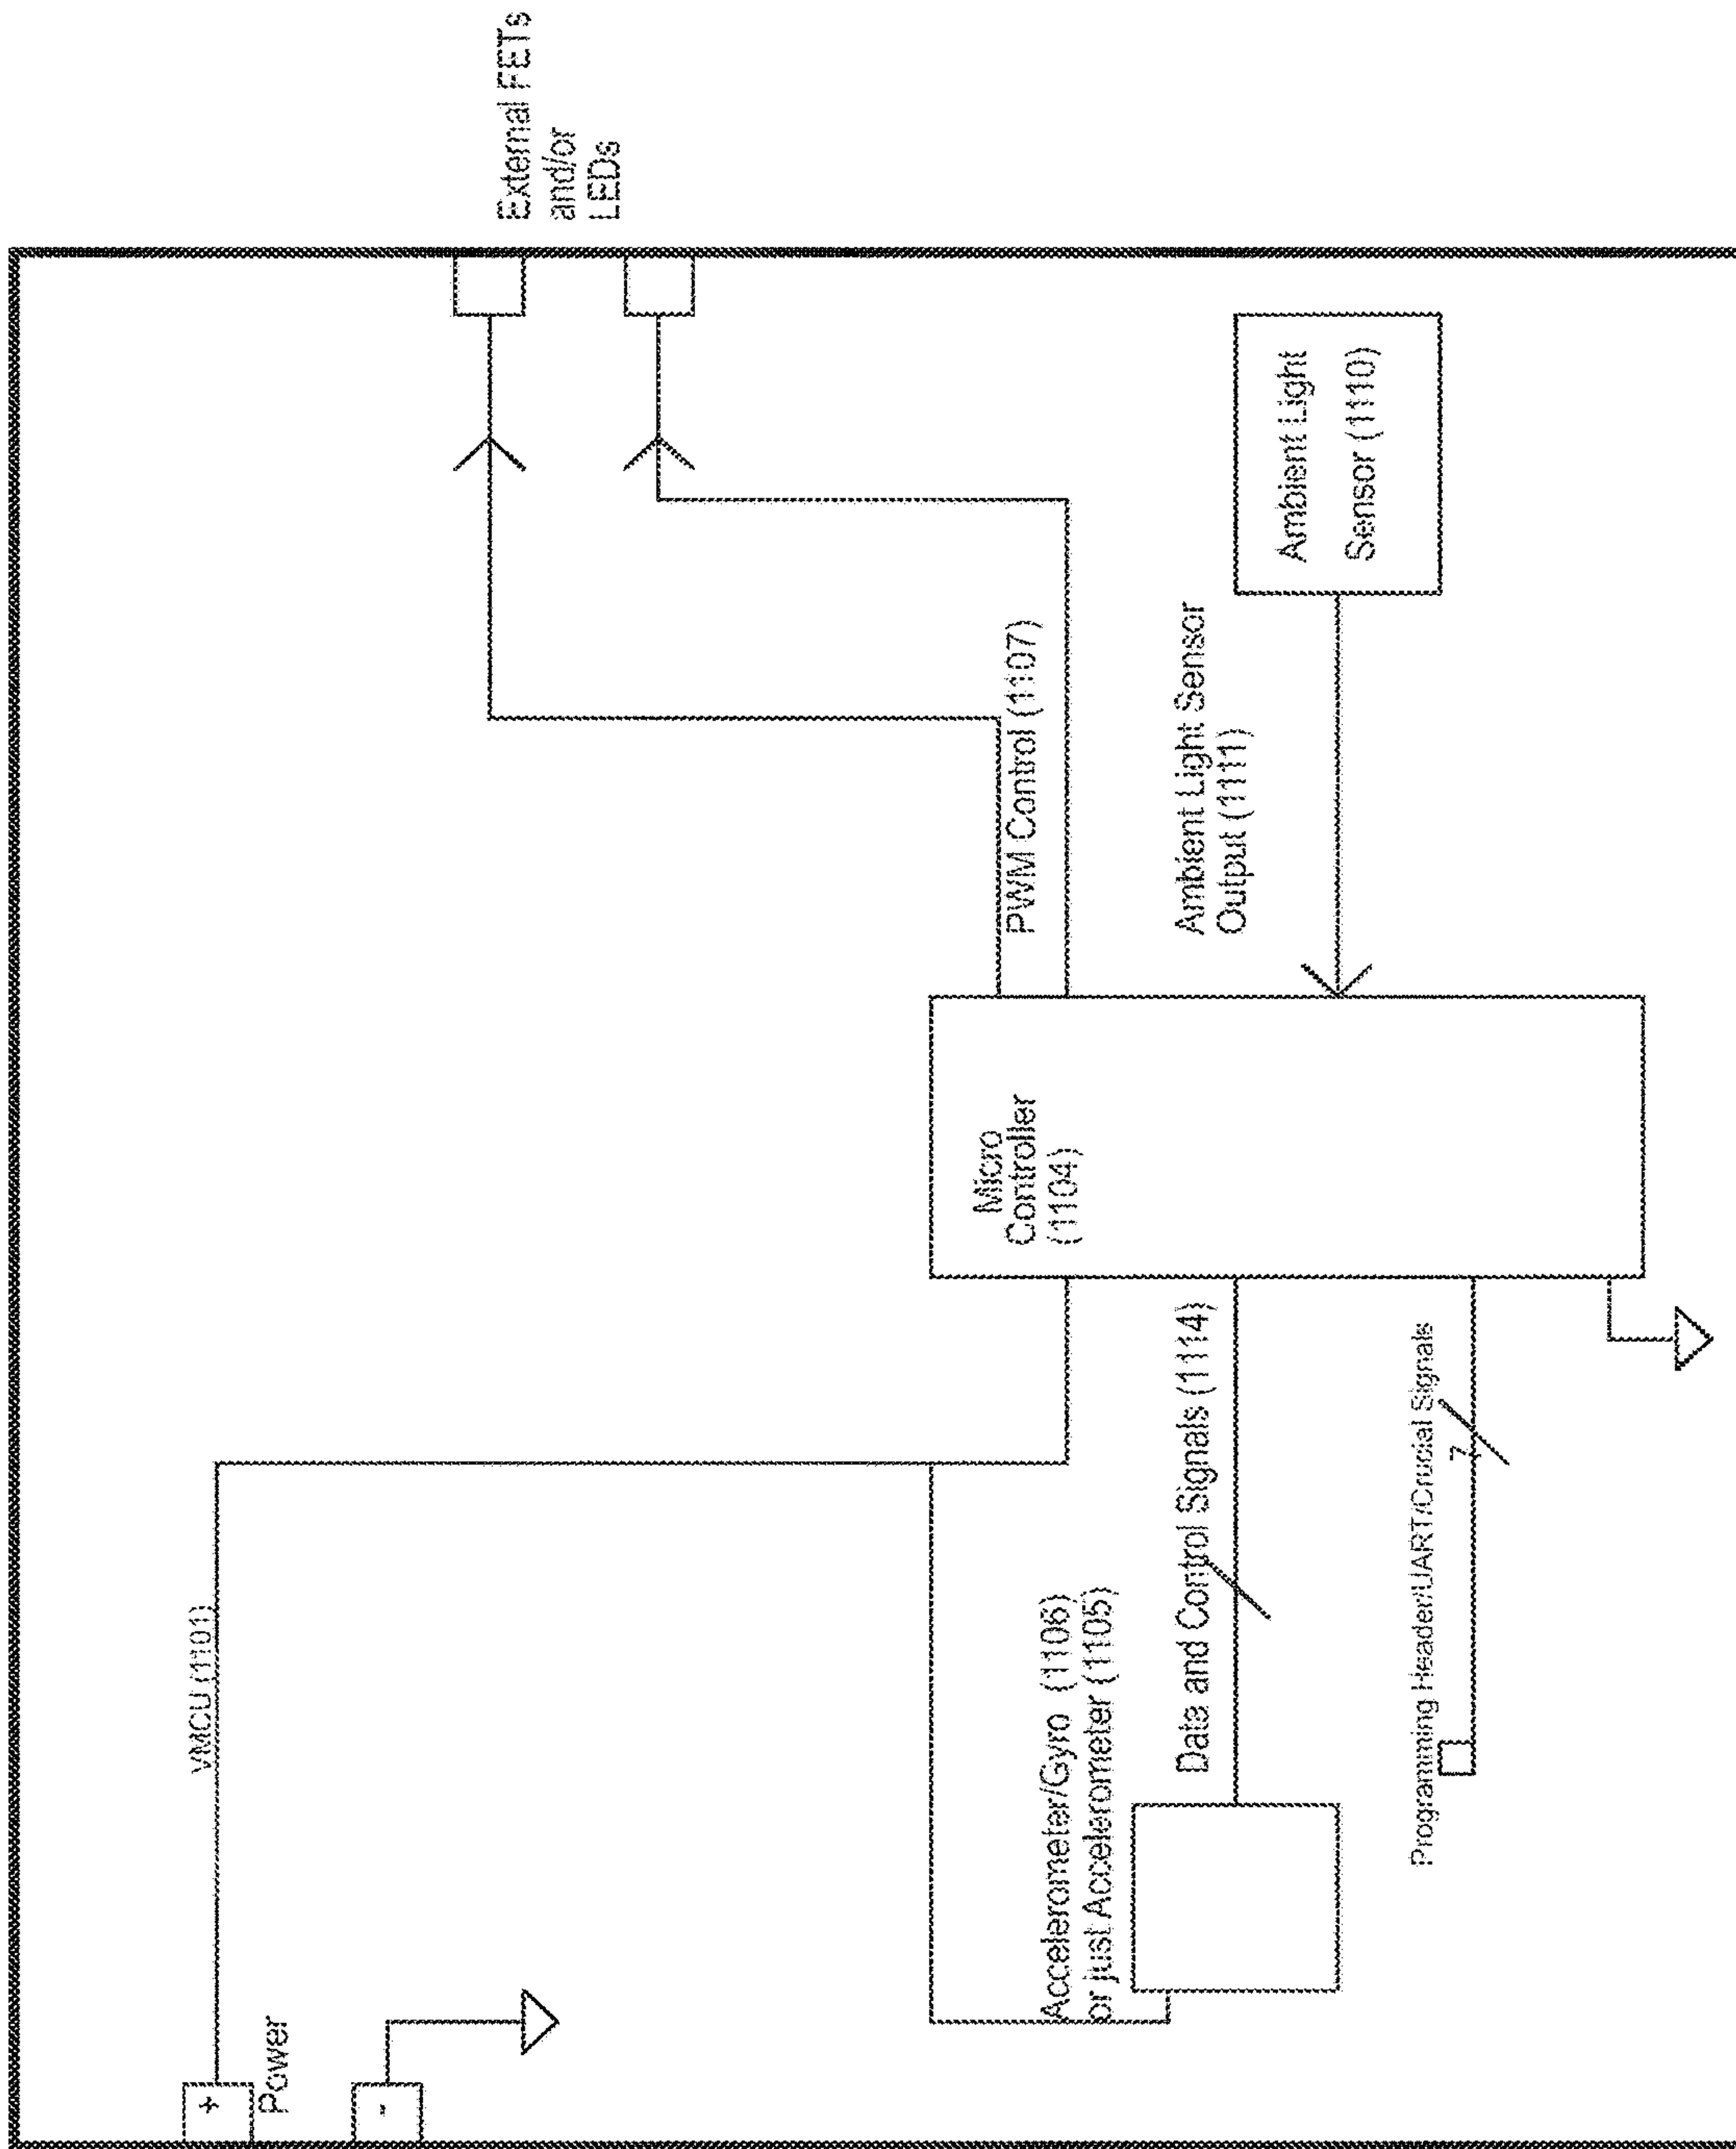 +
Power
-
VMCU (1101)
External FETs
and/or
LEDs
PWM Control (1107)
Micro
Controller
(1104)
Ambient Light Sensor
Output (1111)
Ambient Light
Sensor (1110)
Accelerometer/Gyro (1106)
or just Accelerometer (1105)
Data and Control Signals (1114)
Programming Header/UART/Crucial Signals
7